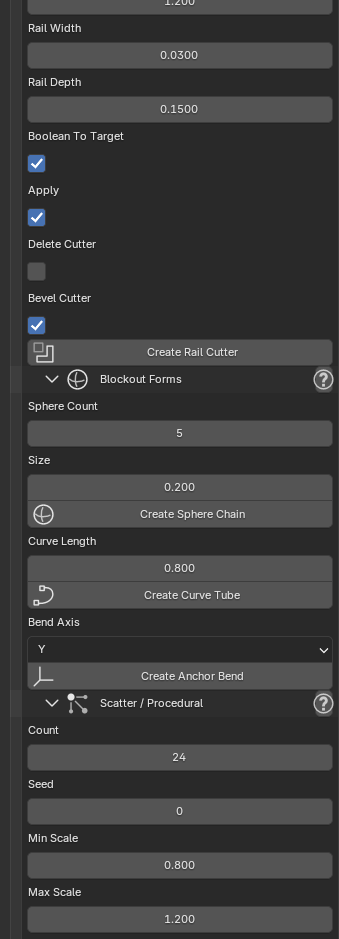 1.200
Rail Width
0.0300
Rail Depth
0.1500
Boolean To Target
Apply
Delete Cutter
Bevel Cutter
Create Rail Cutter
Blockout Forms ?
Sphere Count
5
Size
0.200
Create Sphere Chain
Curve Length
0.800
Create Curve Tube
Bend Axis
Y
Create Anchor Bend
Scatter / Procedural ?
Count
24
Seed
0
Min Scale
0.800
Max Scale
1.200